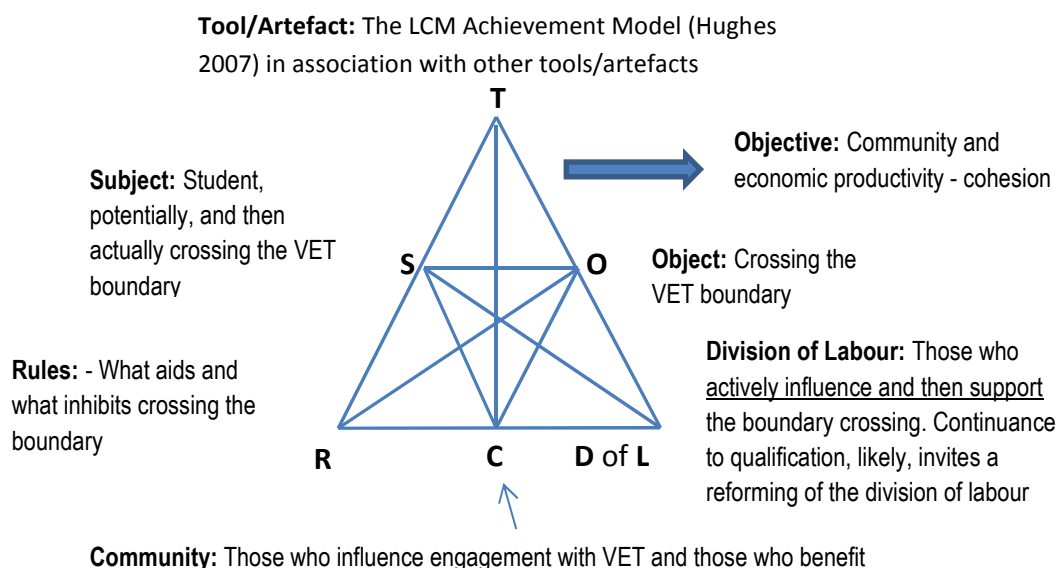 Tool/Artefact: The LCM Achievement Model (Hughes
2007) in association with other tools/artefacts
T
Objective: Community and
economic productivity - cohesion
Subject: Student,
potentially, and then
actually crossing the VET
boundary
S
O
Object: Crossing the
VET boundary
Rules: - What aids and
what inhibits crossing the
boundary
Division of Labour: Those who
actively influence and then support
the boundary crossing. Continuance
to qualification, likely, invites a
reforming of the division of labour
R
C
D of L
Community: Those who influence engagement with VET and those who benefit